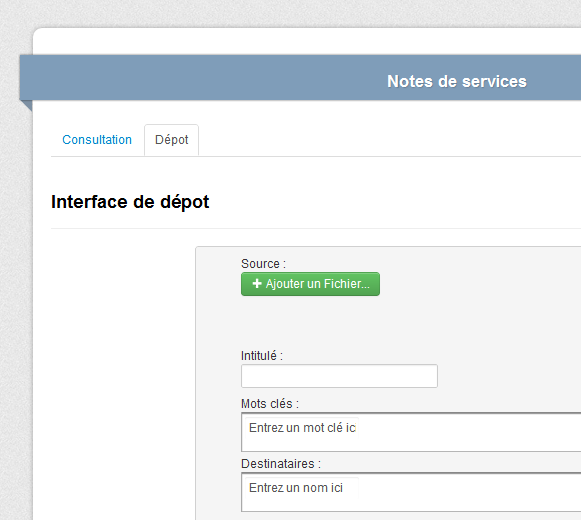 Notes de services
Consultation
Dépot
Interface de dépot
Source :
Ajouter un Fichier...
Intitulé :
Mots clés :
Entrez un mot clé ic
Destinataires :
Entrez un nom ici